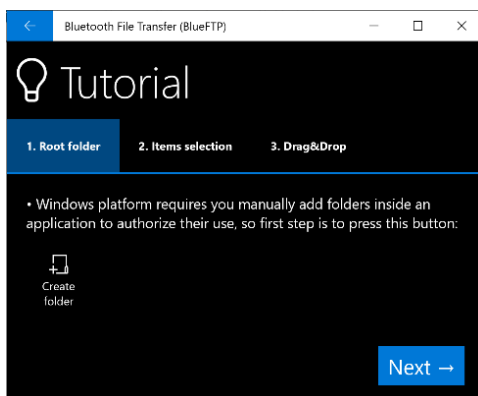 Bluetooth File Transfer (BlueFTP)
Tutorial
1. Root folder 2. Items selection 3. Drag&Drop
• Windows platform requires you manually add folders inside an
application to authorize their use, so first step is to press this button:
Create
folder
Next →